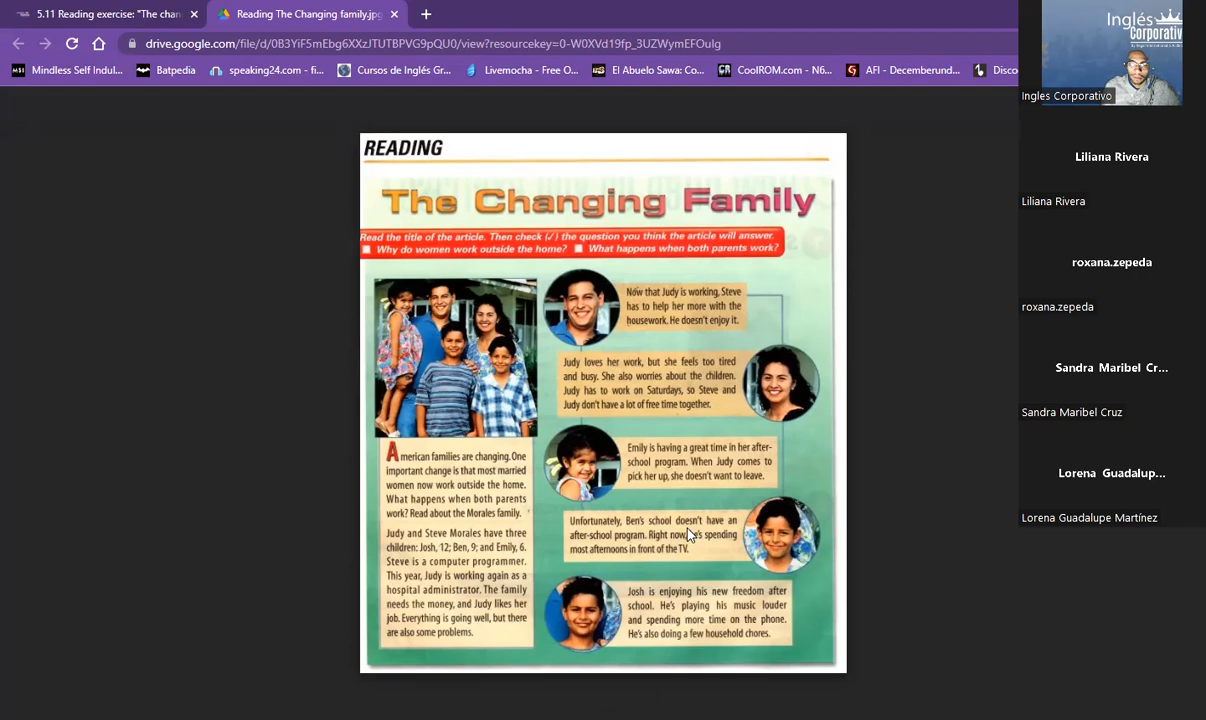 5.11 Reading exercise: "The chan
Reading The Changing family.jpg
drive.google.com/file/d/0B3YiF5mEbg6XXzJTUTBPVG9pQU0/view?resourcekey=0-W0XVd19fp_3UZWymEFOulg
Mindless Self Indul...
Batpedia
speaking24.com - fi...
Cursos de Inglés Gr...
Livemocha - Free O...
El Abuelo Sawa: Co...
CoolROM.com - N6...
AFI - Decemberund...
Disco
READING
The Changing Family
Read the title of the article. Then check (✓) the question you think the article will answer.
Why do women work outside the home? What happens when both parents work?
American families are changing. One
important change is that most married
women now work outside the home.
What happens when both parents
work? Read about the Morales family.
Judy and Steve Morales have three
children: Josh, 12; Ben, 9; and Emily, 6.
Steve is a computer programmer.
This year, Judy is working again as a
hospital administrator. The family
needs the money, and Judy likes her
job. Everything is going well, but there
are also some problems.
Now that Judy is working, Steve
has to help her more with the
housework. He doesn't enjoy it.
Judy loves her work, but she feels too tired
and busy. She also worries about the children.
Judy has to work on Saturdays, so Steve and
Judy don't have a lot of free time together.
Emily is having a great time in her after-
school program. When Judy comes to
pick her up, she doesn't want to leave.
Unfortunately, Ben's school doesn't have an
after-school program. Right now, spending
most afternoons in front of the TV.
Josh is enjoying his new freedom after
school. He's playing his music louder
and spending more time on the phone.
He's also doing a few household chores.
Inglés
Corporativ
Ingles Corporativo
Liliana Rivera
Liliana Rivera
roxana.zepeda
roxana.zepeda
Sandra Maribel Cr...
Sandra Maribel Cruz
Lorena Guadalup...
Lorena Guadalupe Martínez